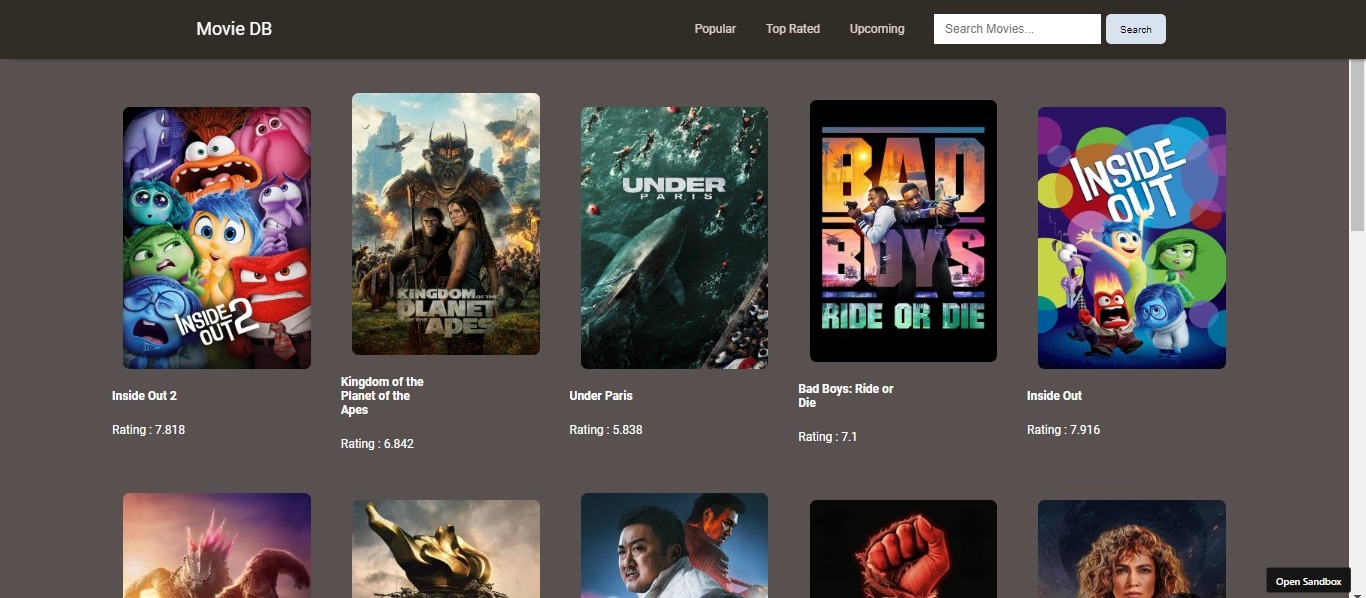 Movie DB
Popular
Top Rated
Upcoming
Search Movies...
Search
INSIDE
OUT 2
KINGDOM OF THE
PLANET
OF THE
APES
UNDER
PARIS
BAD
BOYS
RIDE OR DIE
INSIDE
OUT
Inside Out 2
Rating : 7.818
Kingdom of the
Planet of the
Apes
Rating : 6.842
Under Paris
Rating : 5.838
Bad Boys: Ride or
Die
Rating : 7.1
Inside Out
Rating : 7.916
Open Sandbox